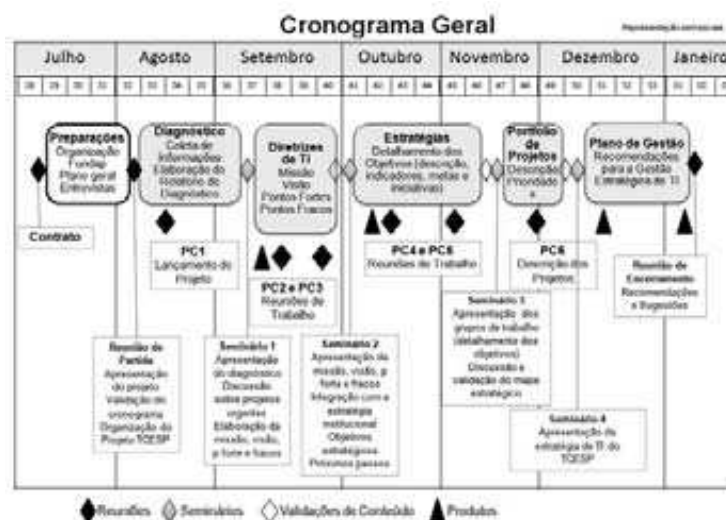 Cronograma Geral
Julho
Agosto
Setembro
Outubro
Novembro
Dezembro
Janeiro
Preparações
Organização
Fundap
Plano geral
Entrevistas
Diagnóstico
Coleta de
Informações
Elaboração do
Relatório de
Diagnóstico
Diretrizes
de TI
Missão
Visão
Pontos Fortes
Pontos Fracos
Estratégias
Detalhamento dos
Objetivos (descrição,
indicadores, metas e
iniciativas)
Portfolio de
Projetos
Descrição
Prioridade
Plano de Gestão
Recomendações
para a Gestão
Estratégica de TI
Contrato
PC1
Lançamento do
Projeto
PC2 e PC3
Reuniões de
Trabalho
PC4 e PC5
Reuniões de Trabalho
PC6
Descrição dos
Projetos
Reunião de
Encerramento
Recomendações
e Sugestões
Reunião de
Partida
Apresentação
do projeto
Validação do
cronograma
Organização do
Projeto TCESP
Seminário 1
Apresentação
do diagnóstico
Discussão
sobre projetos
urgentes
Elaboração da
missão, visão,
p forte e fracos
Seminário 2
Apresentação da
missão, visão, p
forte e fracos
Integração com a
estratégia
institucional
Objetivos
estratégicos
Próximos passos
Seminário 3
Apresentação dos
grupos de trabalho
(detalhamento dos
objetivos)
Discussão e
validação do mapa
estratégico
Seminário 4
Apresentação da
estratégia de TI do
TCESP
Reuniões
Seminários
Validações de Conteúdo
Produtos